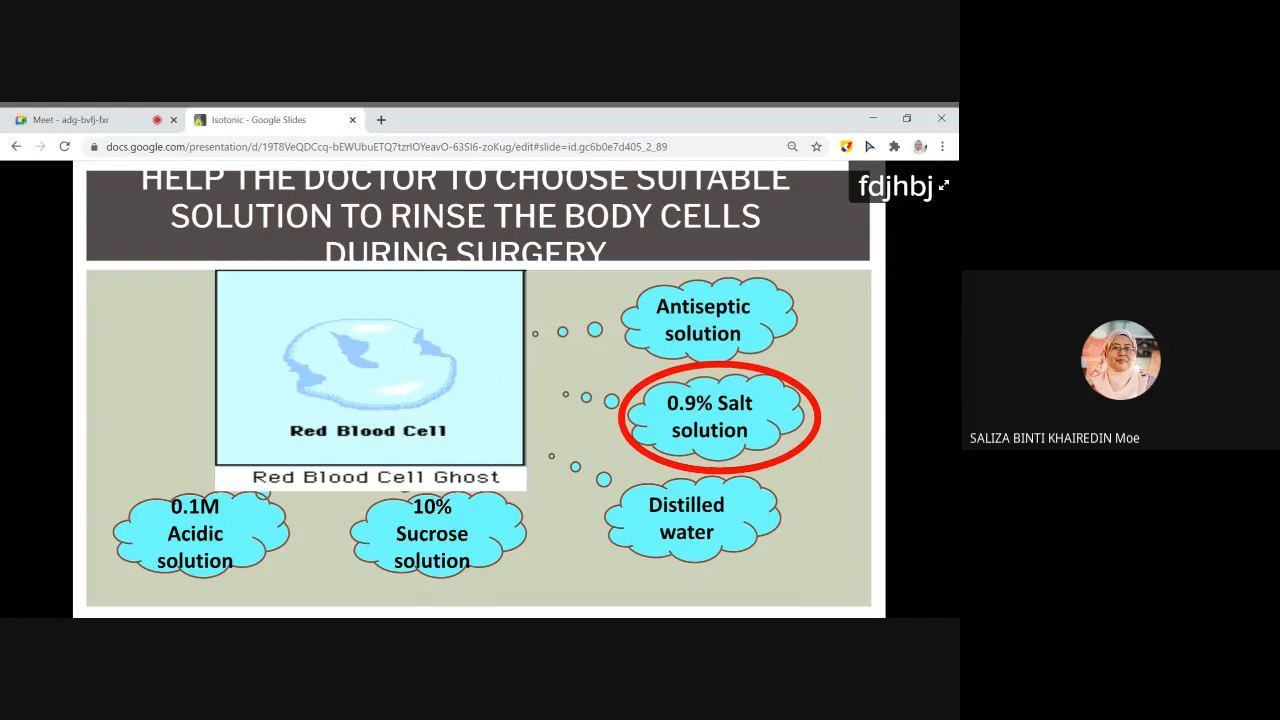 Meet - adg-bvfj-fxr
Isotonic - Google Slides
docs.google.com/presentation/d/19T8VeQDCcq-bEWUbuETQ7tzrIOYeavO-63SI6-zoKug/edit#slide=id.gc6b0e7d405_2_89
fdjhbj
HELP THE DOCTOR TO CHOOSE SUITABLE
SOLUTION TO RINSE THE BODY CELLS
DURING SURGERY
Antiseptic
solution
0.9% Salt
solution
Red Blood Cell
Red Blood Cell Ghost
Distilled
water
0.1M
Acidic
solution
10%
Sucrose
solution
SALIZA BINTI KHAIREDIN Moe